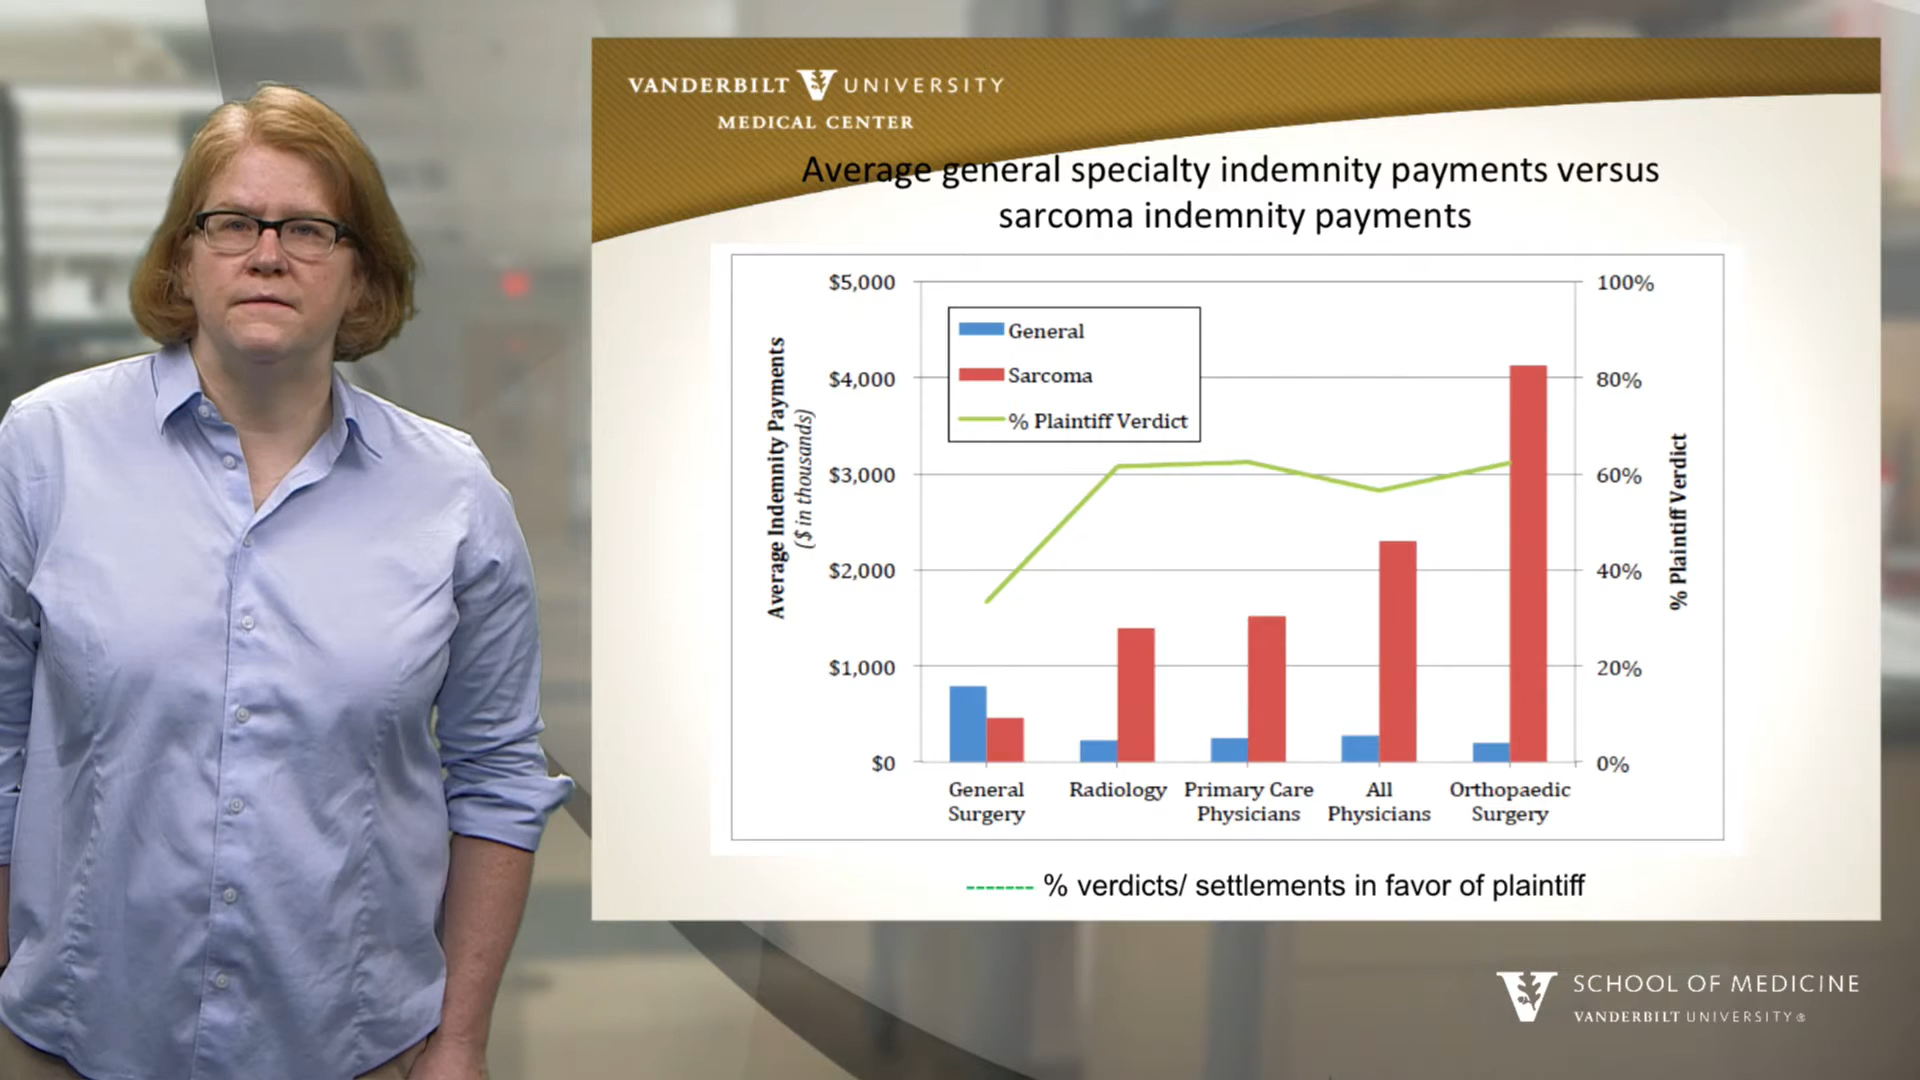 VANDERBILT UNIVERSITY
MEDICAL CENTER
Average general specialty indemnity payments versus
sarcoma indemnity payments
$5,000
$4,000
$3,000
$2,000
$1,000
$0
Average Indemnity Payments
($ in thousands)
General
Sarcoma
% Plaintiff Verdict
100%
80%
60%
40%
20%
0%
% Plaintiff Verdict
General
Surgery
Radiology
Primary Care
Physicians
All
Physicians
Orthopaedic
Surgery
------- % verdicts/ settlements in favor of plaintiff
SCHOOL OF MEDICINE
VANDERBILT UNIVERSITY®